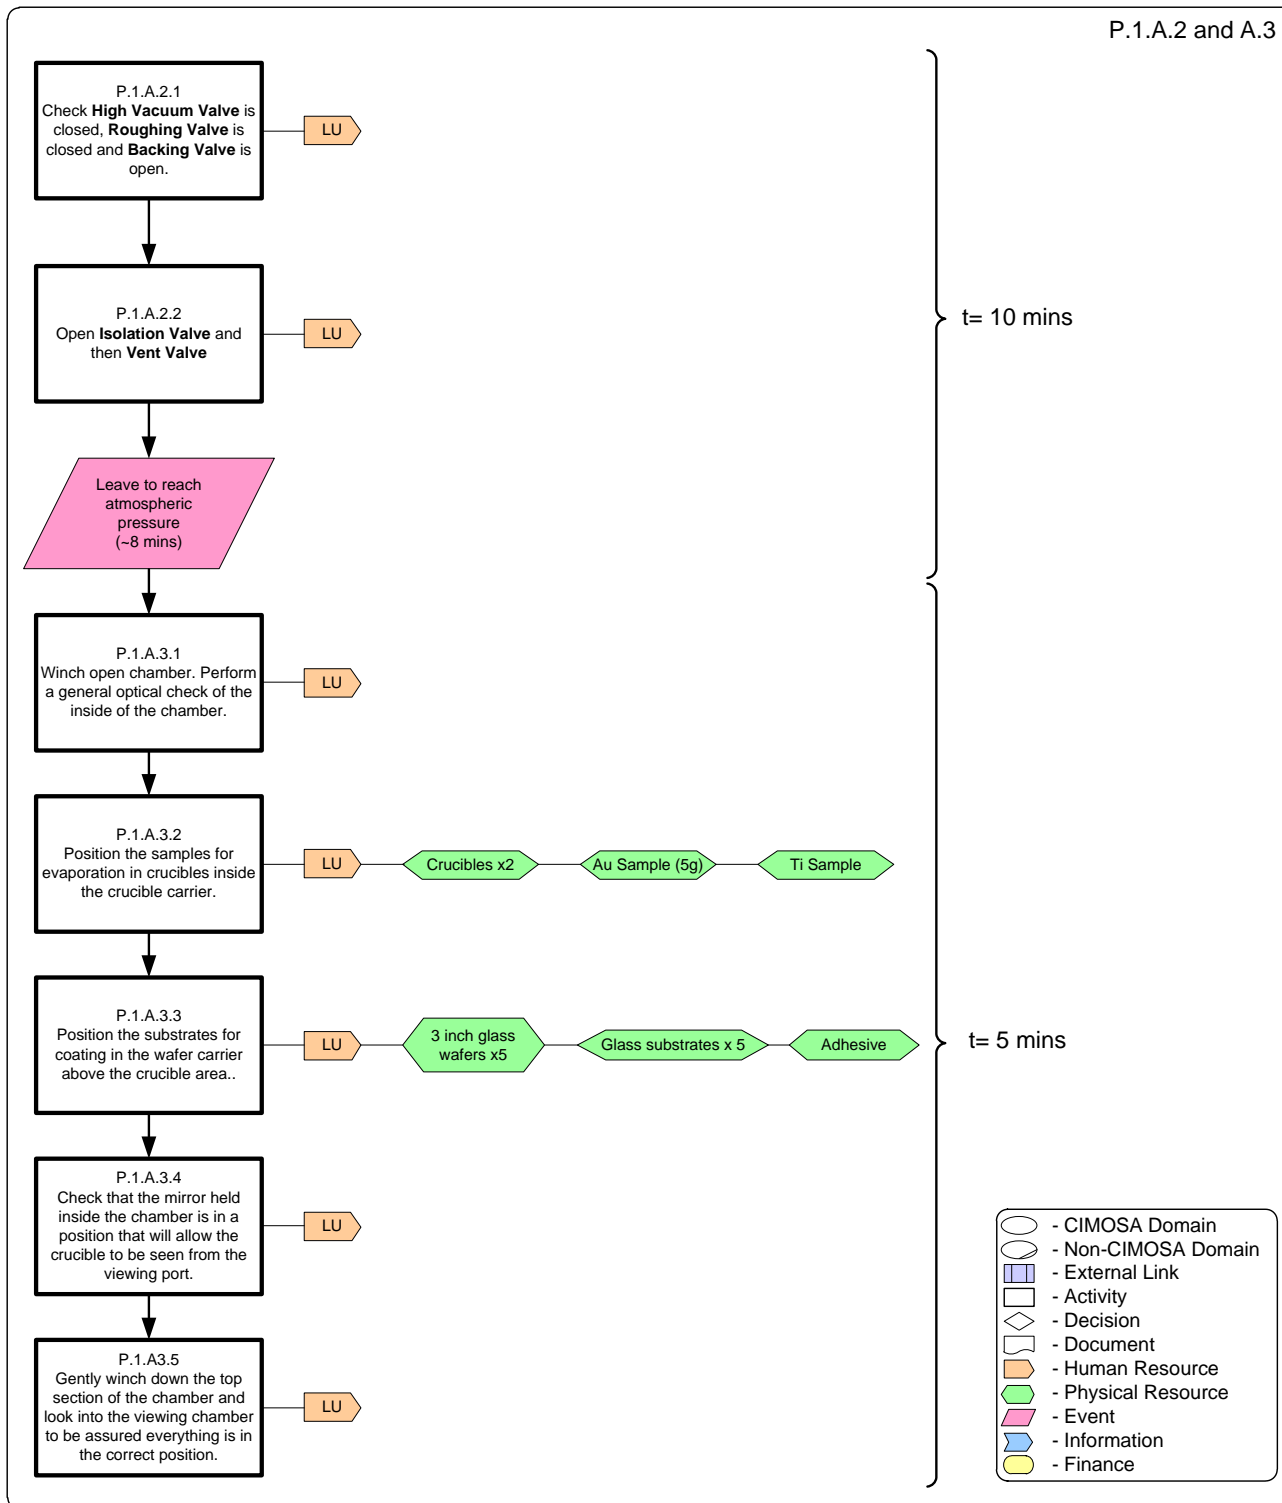 P.1.A.2 and A.3
P.1.A.2.1
Check High Vacuum Valve is
closed, Roughing Valve is
closed and Backing Valve is
open.
LU
P.1.A.2.2
Open Isolation Valve and
then Vent Valve
LU
t= 10 mins
Leave to reach
atmospheric
pressure
(~8 mins)
P.1.A.3.1
Winch open chamber. Perform
a general optical check of the
inside of the chamber.
LU
P.1.A.3.2
Position the samples for
evaporation in crucibles inside
the crucible carrier.
LU
Crucibles x2
Au Sample (5g)
Ti Sample
P.1.A.3.3
Position the substrates for
coating in the wafer carrier
above the crucible area..
LU
3 inch glass
wafers x5
Glass substrates x 5
Adhesive
t= 5 mins
P.1.A.3.4
Check that the mirror held
inside the chamber is in a
position that will allow the
crucible to be seen from the
viewing port.
LU
P.1.A3.5
Gently winch down the top
section of the chamber and
look into the viewing chamber
to be assured everything is in
the correct position.
LU
- CIMOSA Domain
- Non-CIMOSA Domain
- External Link
- Activity
- Decision
- Document
- Human Resource
- Physical Resource
- Event
- Information
- Finance